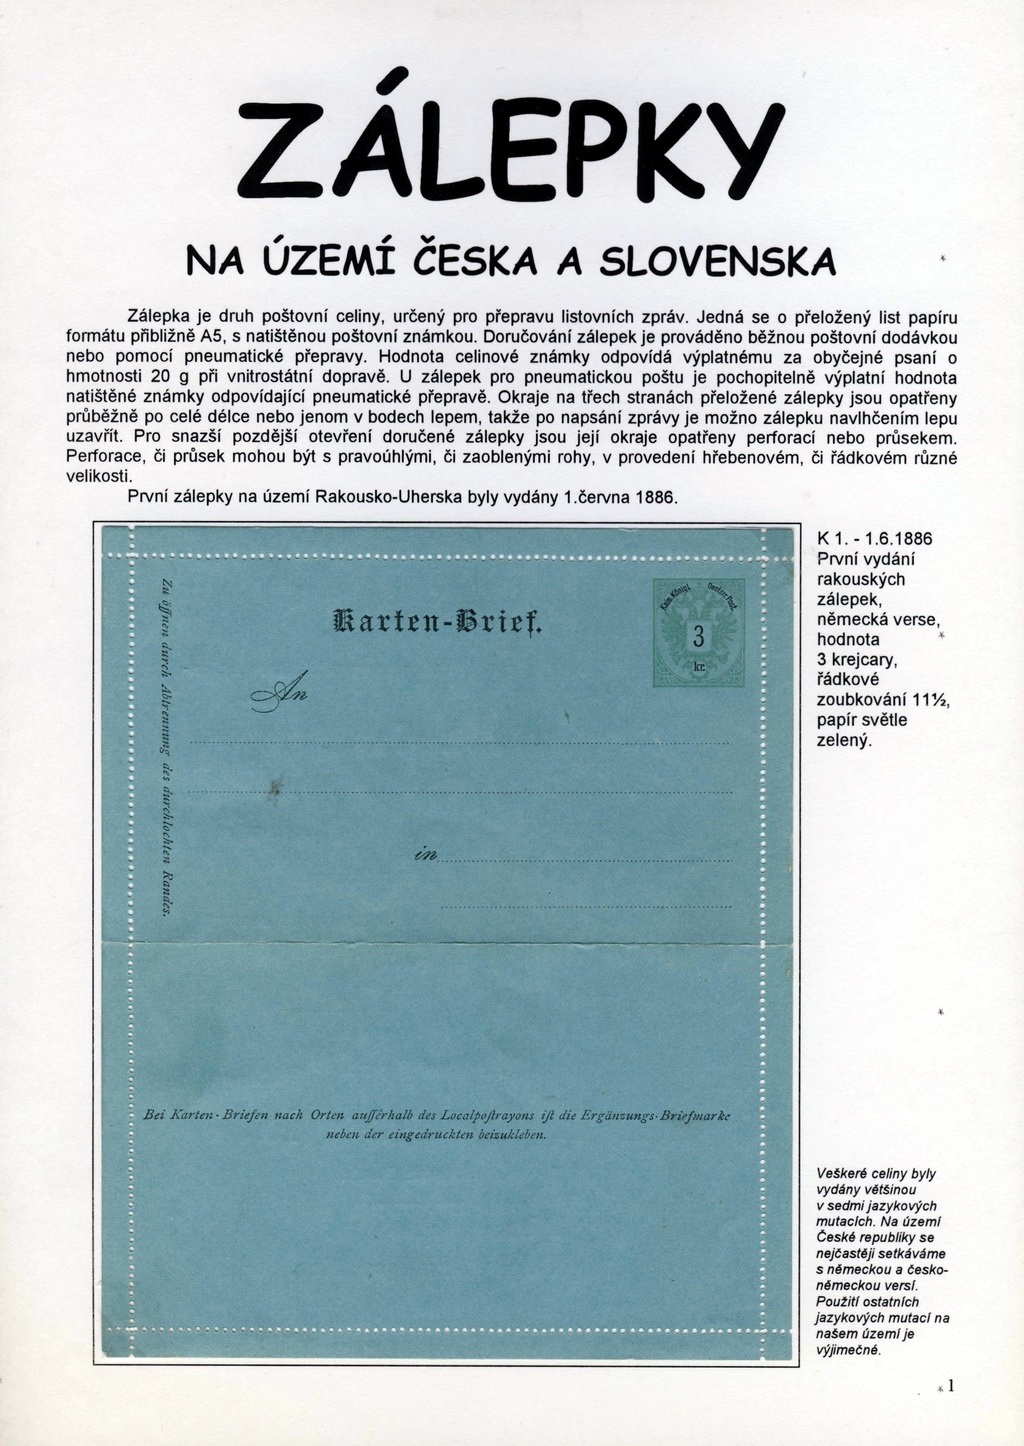 ZÁLEPKY
NA ÚZEMÍ ČESKA A SLOVENSKA
Zálepka je druh poštovní celiny, určený pro přepravu listovních zpráv. Jedná se o přeložený list papíru
formátu přibližně A5, s natištěnou poštovní známkou. Doručování zálepek je prováděno běžnou poštovní dodávkou
nebo pomocí pneumatické přepravy. Hodnota celinové známky odpovídá výplatnému za obyčejné psaní o
hmotnosti 20 g při vnitrostátní dopravě. U zálepek pro pneumatickou poštu je pochopitelně výplatní hodnota
natištěné známky odpovídající pneumatické přepravě. Okraje na třech stranách přeložené zálepky jsou opatřeny
průběžně po celé délce nebo jenom v bodech lepem, takže po napsání zprávy je možno zálepku navlhčením lepu
uzavřít. Pro snazší pozdější otevření doručené zálepky jsou její okraje opatřeny perforací nebo průsekem.
Perforace, či průsek mohou být s pravoúhlými, či zaoblenými rohy, v provedení hřebenovém, či řádkovém různé
velikosti.
První zálepky na území Rakousko-Uherska byly vydány 1.června 1886.
Zu öffnen durch Abtrennung des durchlochten Randes.
Karten-Brief.
Kais. Königl. Oesterr. Post.
3
kr.
An
in
Bei Karten-Briefen nach Orten aufserhalb des Localpostrayons ist die Ergänzungs-Briefmarke
neben der eingedruckten beizukleben.
K 1. - 1.6.1886
První vydání
rakouských
zálepek,
německá verse,
hodnota
3 krejcary,
řádkové
zoubkování 11½,
papír světle
zelený.
Veškeré celiny byly
vydány většinou
v sedmi jazykových
mutacích. Na území
České republiky se
nejčastěji setkáváme
s německou a česko-
německou versí.
Použití ostatních
jazykových mutací na
našem území je
výjimečné.
1